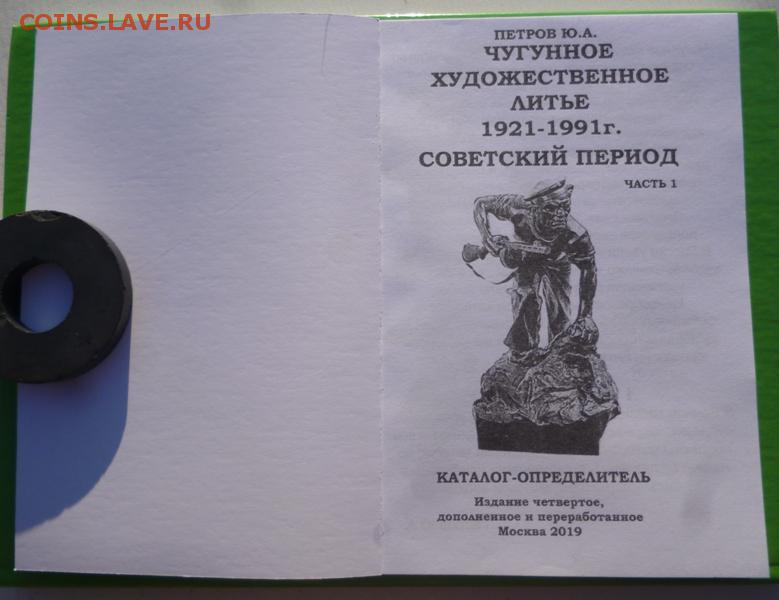 COINS.LAVE.RU
ПЕТРОВ Ю.А.
ЧУГУННОЕ
ХУДОЖЕСТВЕННОЕ
ЛИТЬЕ
1921-1991г.
СОВЕТСКИЙ ПЕРИОД
ЧАСТЬ 1
КАТАЛОГ-ОПРЕДЕЛИТЕЛЬ
Издание четвертое,
дополненное и переработанное
Москва 2019